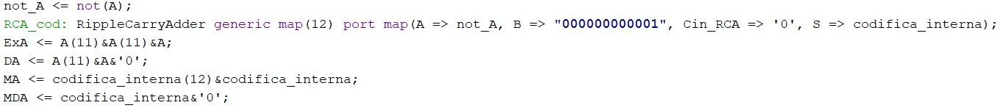 not_A <= not(A);
RCA_cod: RippleCarryAdder generic map(12) port map(A => not_A, B => "000000000001", Cin_RCA => '0', S => codifica_interna);
ExA <= A(11)&A(11)&A;
DA <= A(11)&A&'0';
MA <= codifica_interna(12)&codifica_interna;
MDA <= codifica_interna&'0';